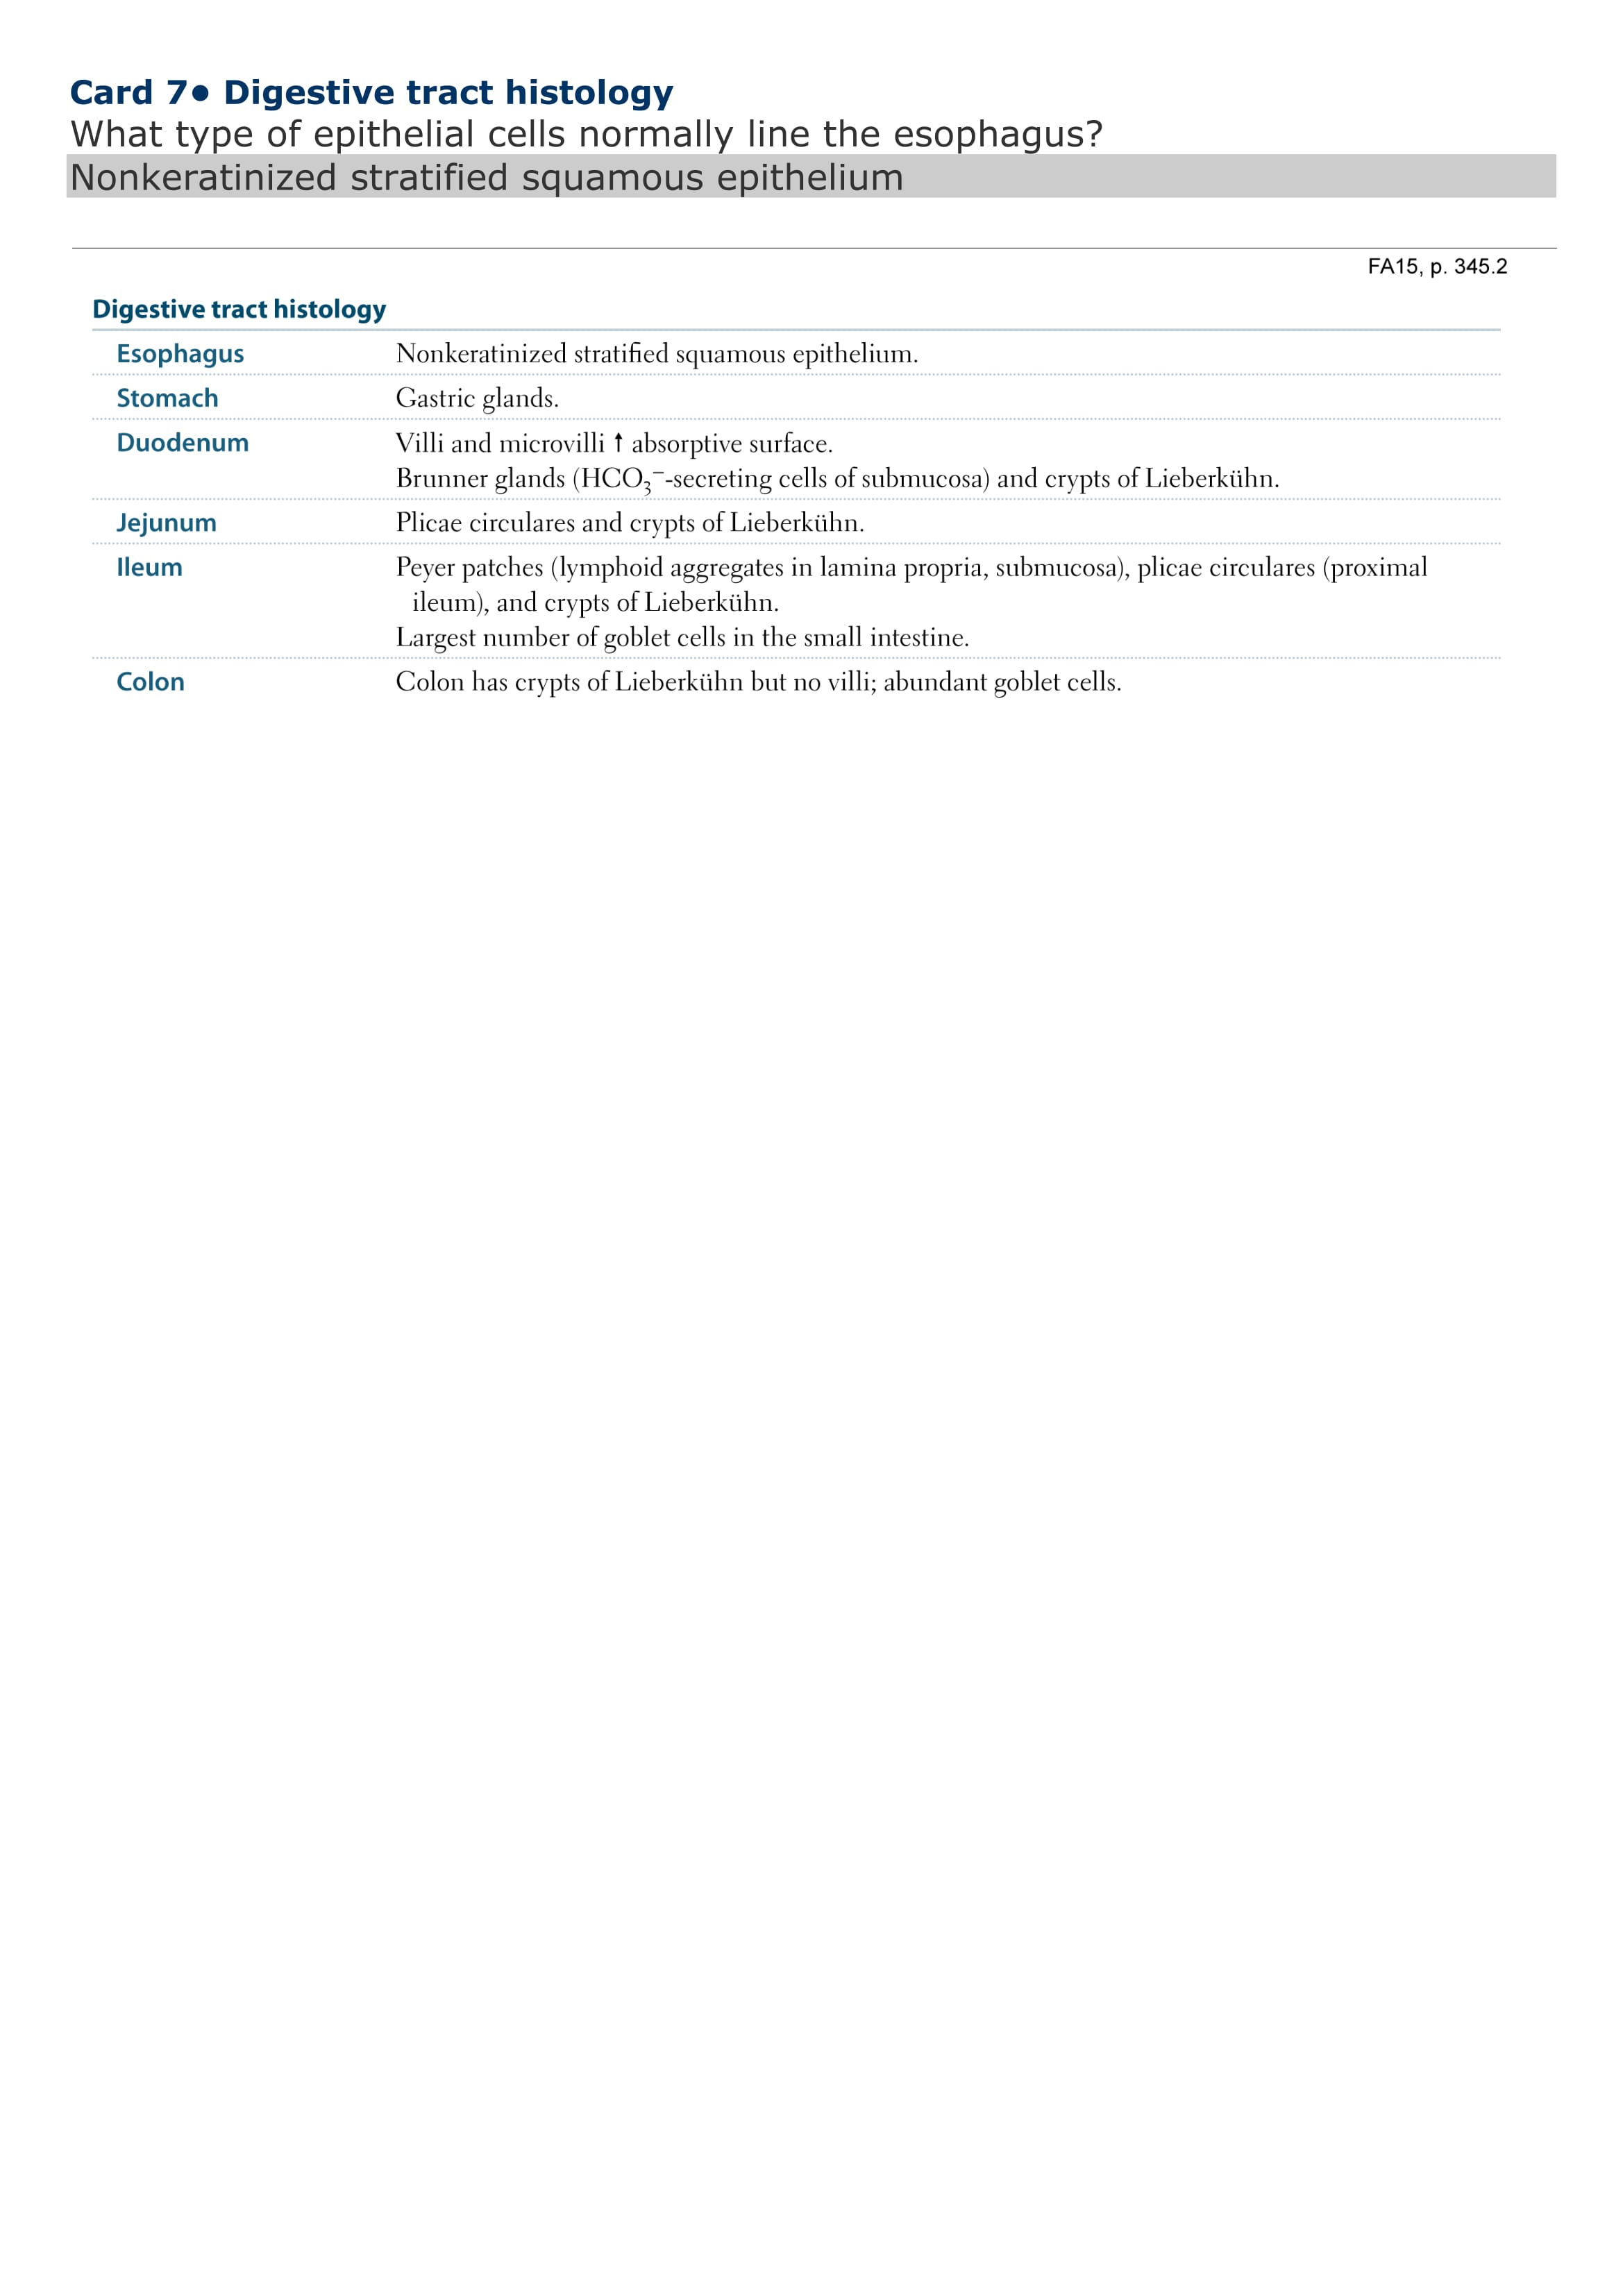 Card 7● Digestive tract histology
What type of epithelial cells normally line the esophagus?
Nonkeratinized stratified squamous epithelium
FA15, p. 345.2
Digestive tract histology
Esophagus Nonkeratinized stratified squamous epithelium.
Stomach Gastric glands.
Duodenum Villi and microvilli ↑ absorptive surface.
Brunner glands (HCO₃⁻-secreting cells of submucosa) and crypts of Lieberkühn.
Jejunum Plicae circulares and crypts of Lieberkühn.
Ileum Peyer patches (lymphoid aggregates in lamina propria, submucosa), plicae circulares (proximal
ileum), and crypts of Lieberkühn.
Largest number of goblet cells in the small intestine.
Colon Colon has crypts of Lieberkühn but no villi; abundant goblet cells.